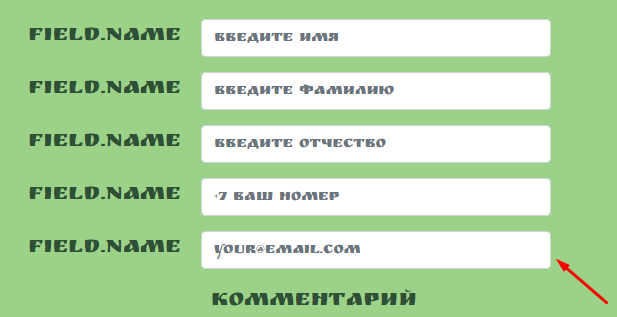 FIELD.NAME ВВЕДИТЕ ИМЯ
FIELD.NAME ВВЕДИТЕ ФАМИЛИЮ
FIELD.NAME ВВЕДИТЕ ОТЧЕСТВО
FIELD.NAME +7 ВАШ НОМЕР
FIELD.NAME YOUR@EMAIL.COM
КОММЕНТАРИЙ